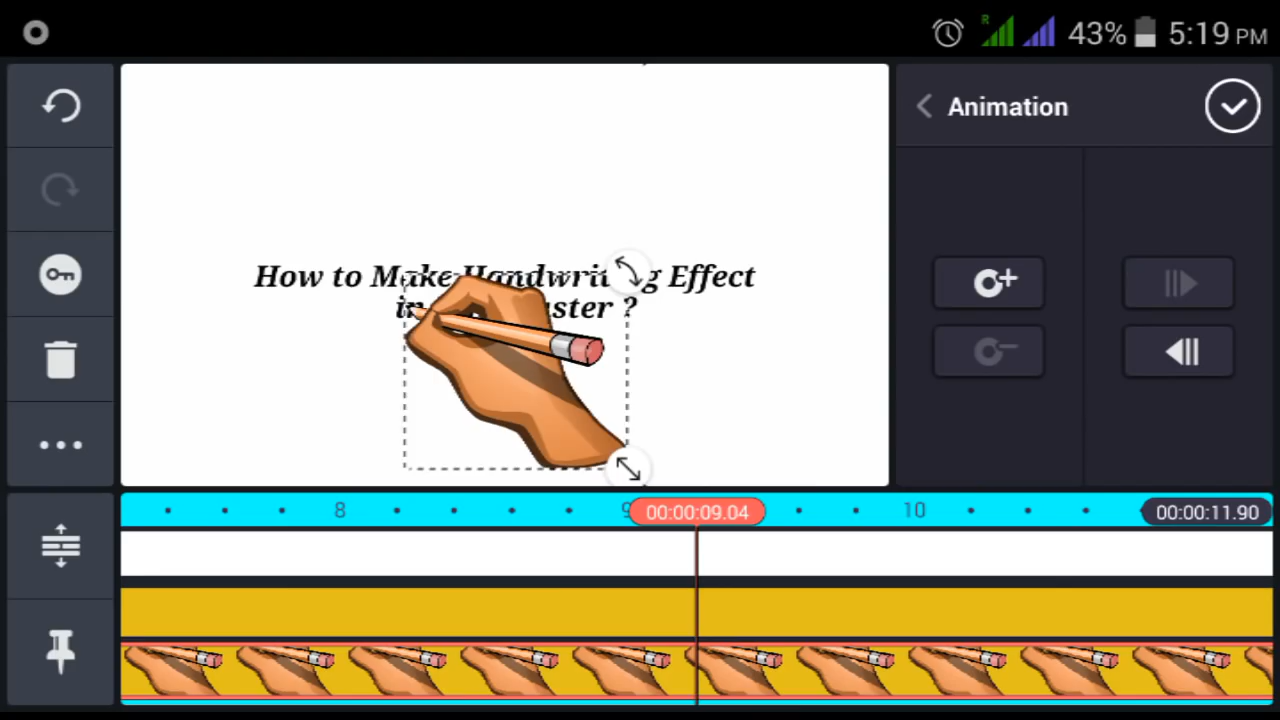 R
43%
5:19 PM
Animation
How to Make Handwriting Effect
in ster ?
8
9
00:00:09.04
10
00:00:11.90